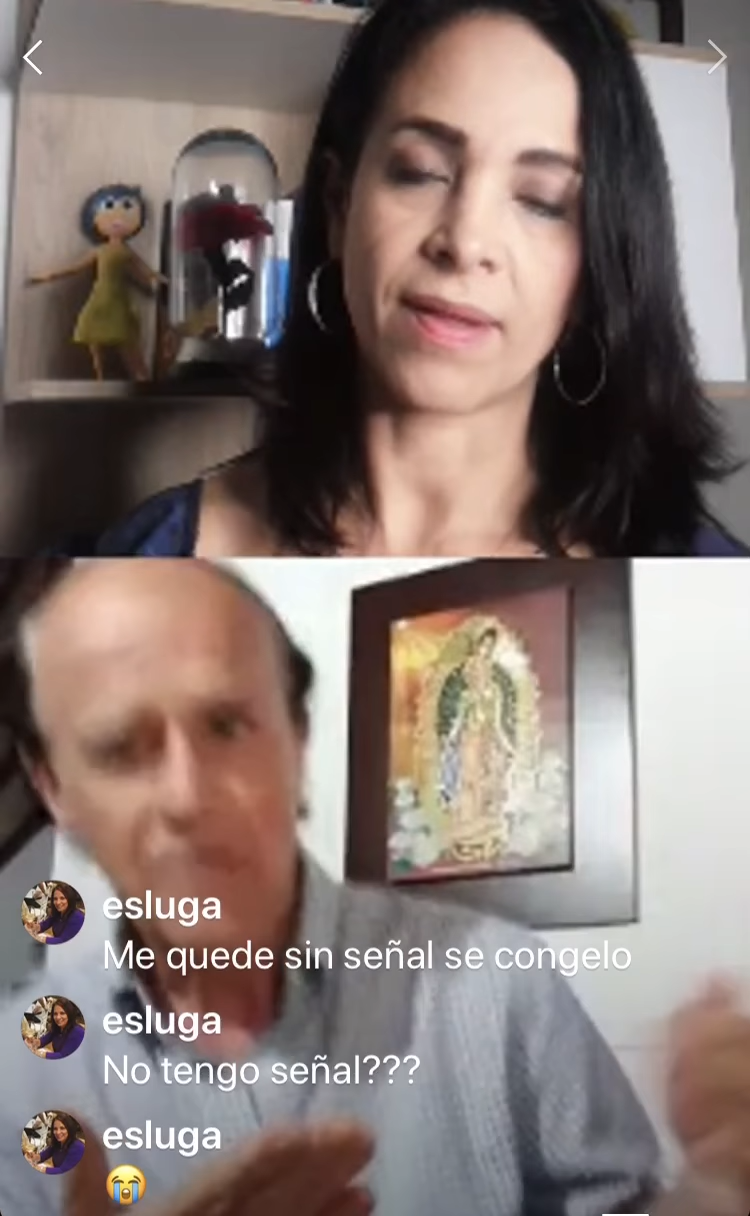 esluga
Me quede sin señal se congelo
esluga
No tengo señal???
esluga
😭